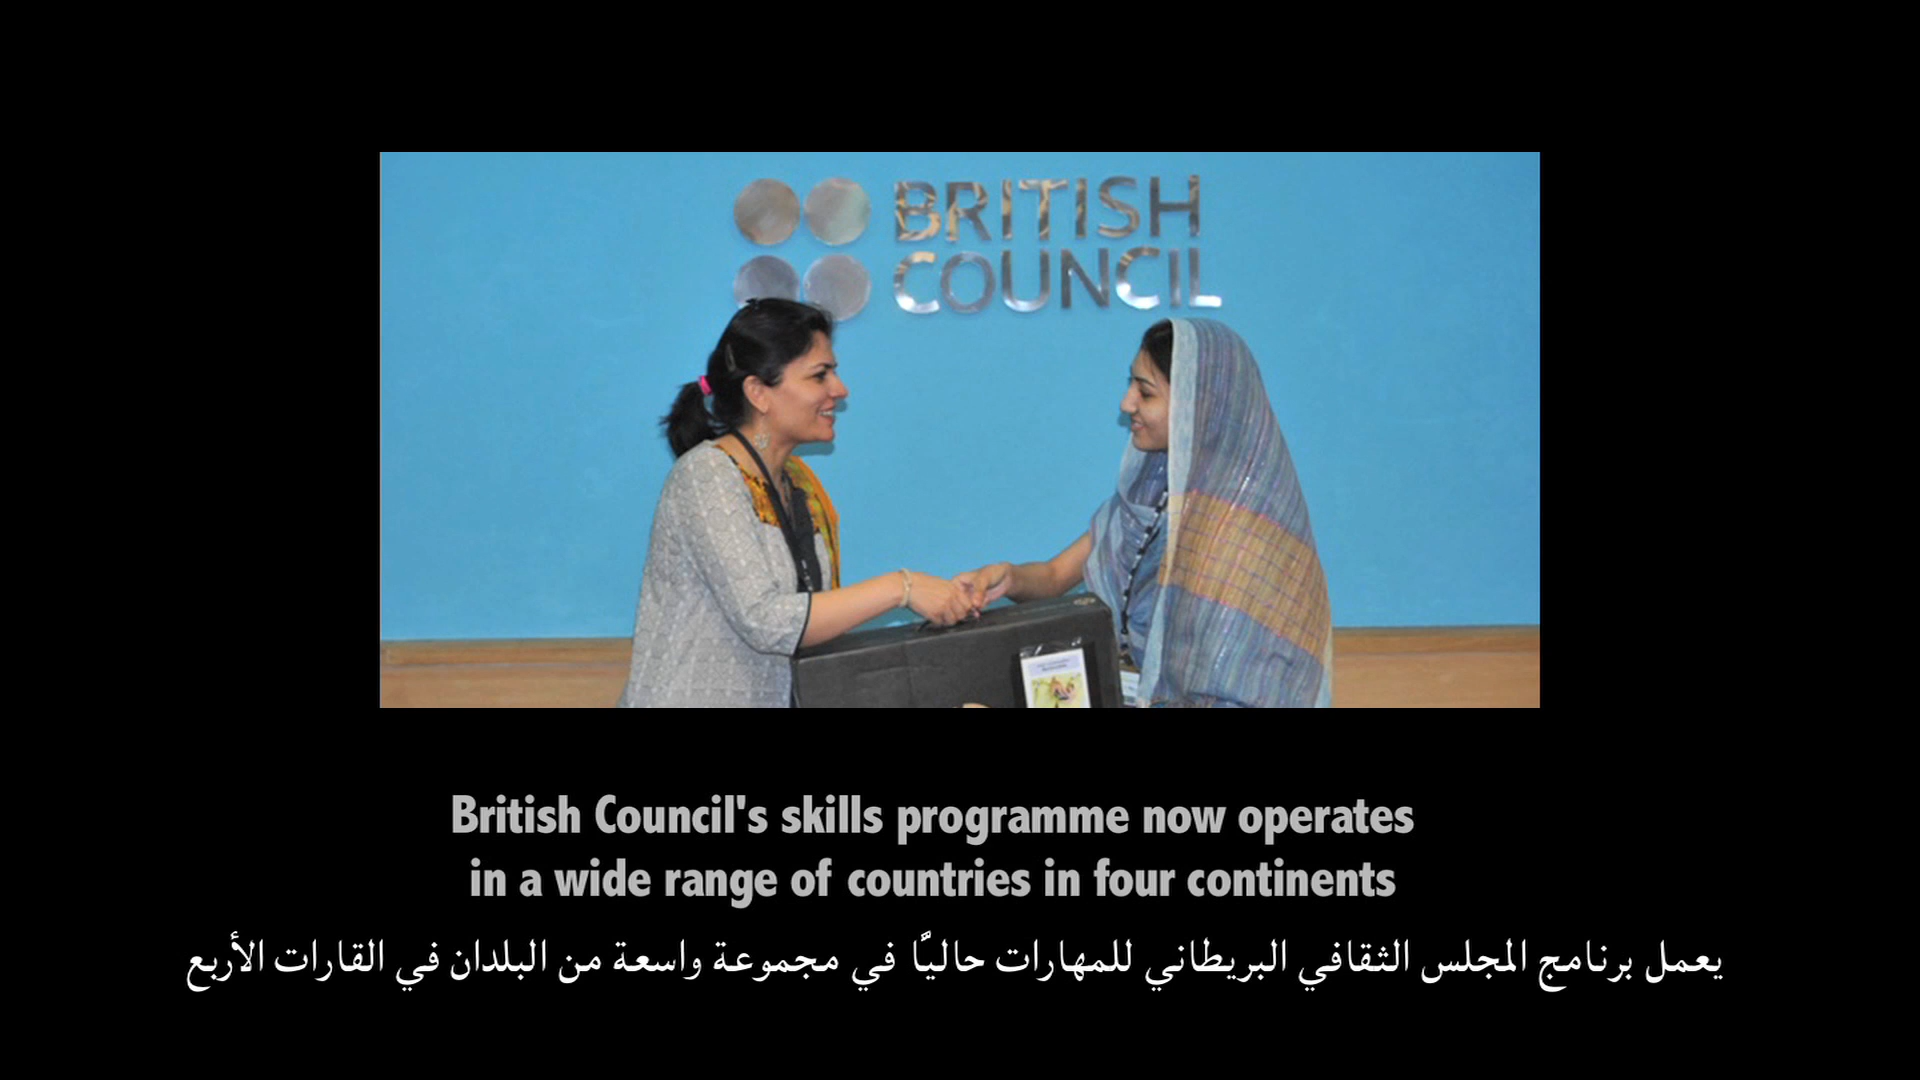 BRITISH
COUNCIL
British Council's skills programme now operates
in a wide range of countries in four continents
يعمل برنامج المجلس الثقافي البريطاني للمهارات حاليًّا في مجموعة واسعة من البلدان في القارات الأربع